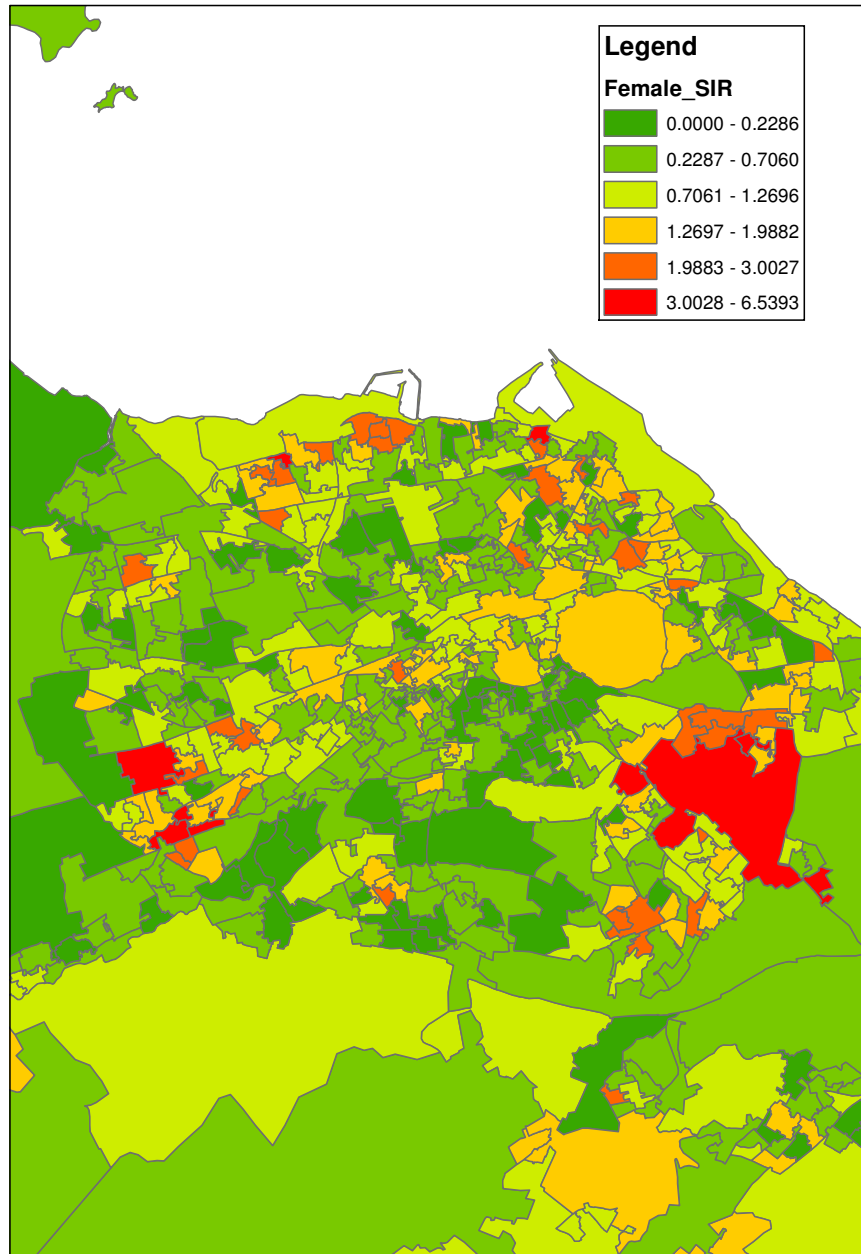 Legend
Female_SIR
0.0000 - 0.2286
0.2287 - 0.7060
0.7061 - 1.2696
1.2697 - 1.9882
1.9883 - 3.0027
3.0028 - 6.5393